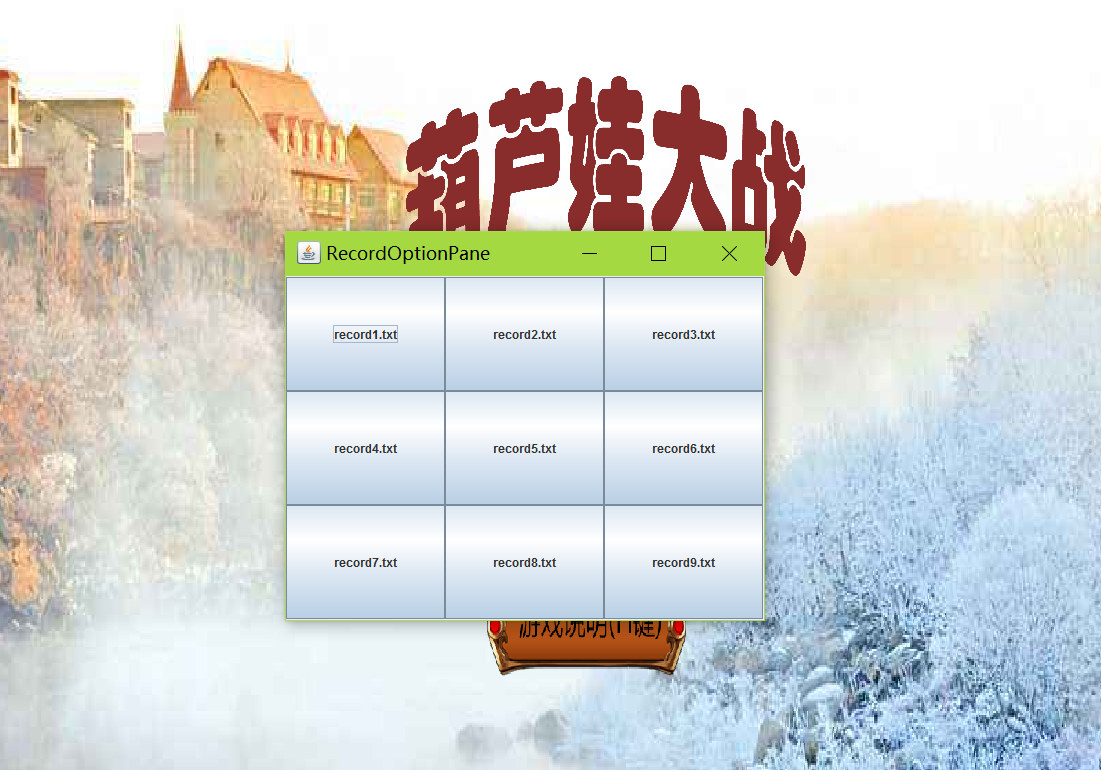 葫芦娃大战
RecordOptionPane
record1.txt record2.txt record3.txt
record4.txt record5.txt record6.txt
record7.txt record8.txt record9.txt
游戏说明(H键)